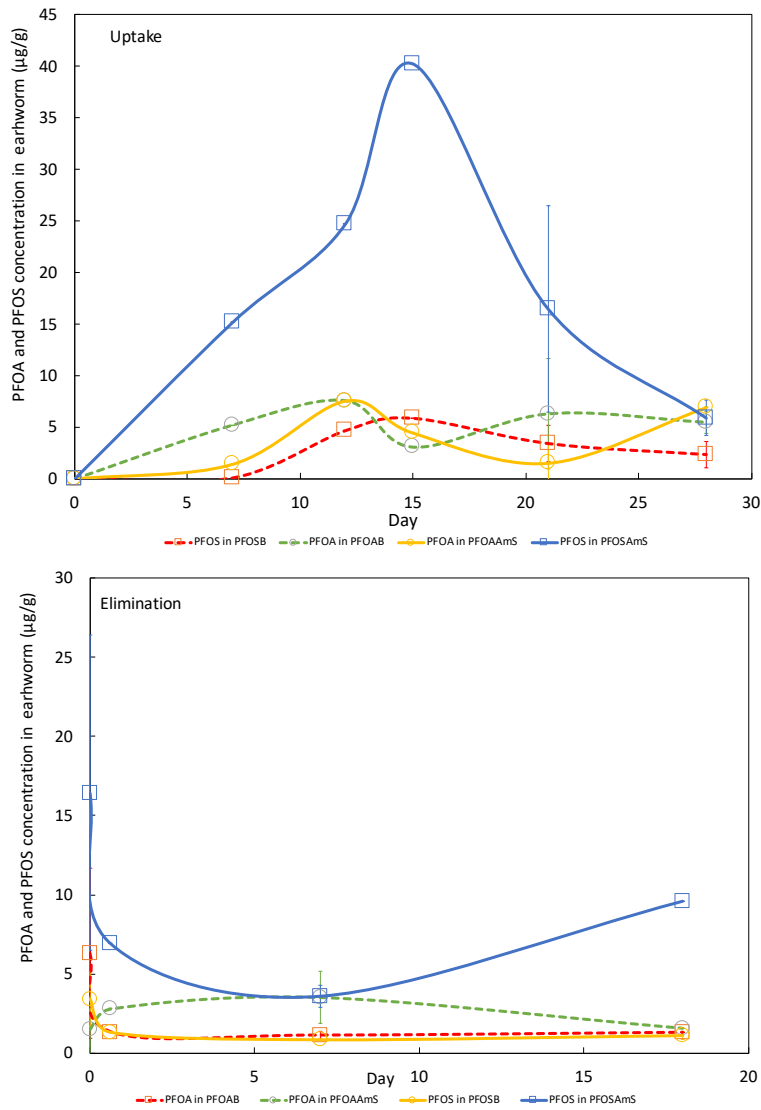 Uptake
PFOA and PFOS concentration in earhworm (µg/g)
45
40
35
30
25
20
15
10
5
0
0 5 10 15 20 25 30
Day
PFOS in PFOSB PFOA in PFOAB PFOA in PFOAAmS PFOS in PFOSAmS
Elimination
PFOA and PFOS concentration in earhworm (µg/g)
30
25
20
15
10
5
0
0 5 10 15 20
Day
PFOA in PFOAB PFOA in PFOAAmS PFOS in PFOSB PFOS in PFOSAmS